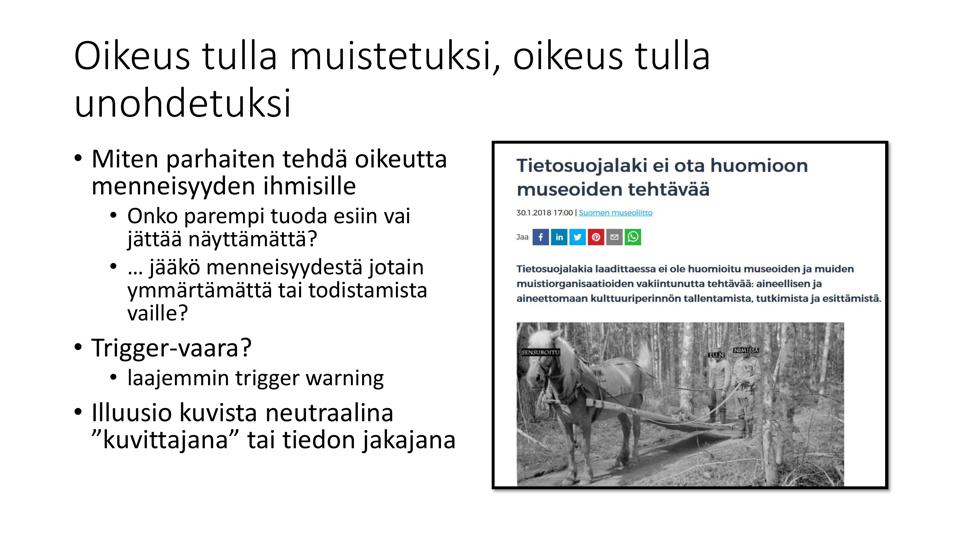 Oikeus tulla muistetuksi, oikeus tulla
unohdetuksi
• Miten parhaiten tehdä oikeutta
menneisyyden ihmisille
• Onko parempi tuoda esiin vai
jättää näyttämättä?
• … jääkö menneisyydestä jotain
ymmärtämättä tai todistamista
vaille?
• Trigger-vaara?
• laajemmin trigger warning
• Illuusio kuvista neutraalina
”kuvittajana” tai tiedon jakajana
Tietosuojalaki ei ota huomioon
museoiden tehtävää
30.1.2018 17:00 | Suomen museoliitto
Jaa
Tietosuojalakia laadittaessa ei ole huomioitu museoiden ja muiden
muistiorganisaatioiden vakiintunutta tehtävää: aineellisen ja
aineettomaan kulttuuriperinnön tallentamista, tutkimista ja esittämistä.
SENSUROITU